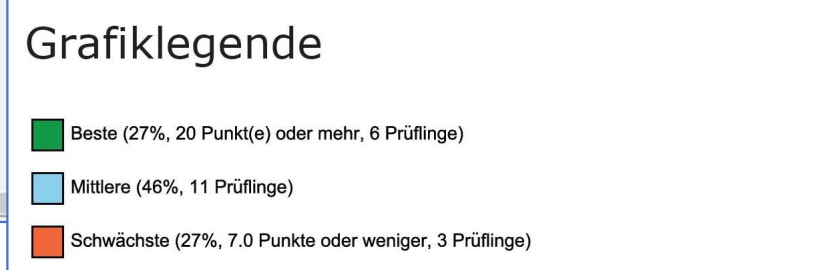 Grafiklegende
Beste (27%, 20 Punkt(e) oder mehr, 6 Prüflinge)
Mittlere (46%, 11 Prüflinge)
Schwächste (27%, 7.0 Punkte oder weniger, 3 Prüflinge)